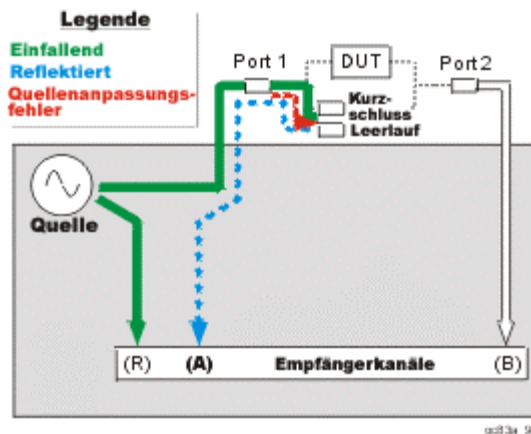 Legende
Einfallend
Reflektiert
Quellenanpassungs-
fehler
Port 1
DUT
Port 2
Kurz-
schluss
Leerlauf
Quelle
(R)
(A)
Empfängerkanäle
(B)